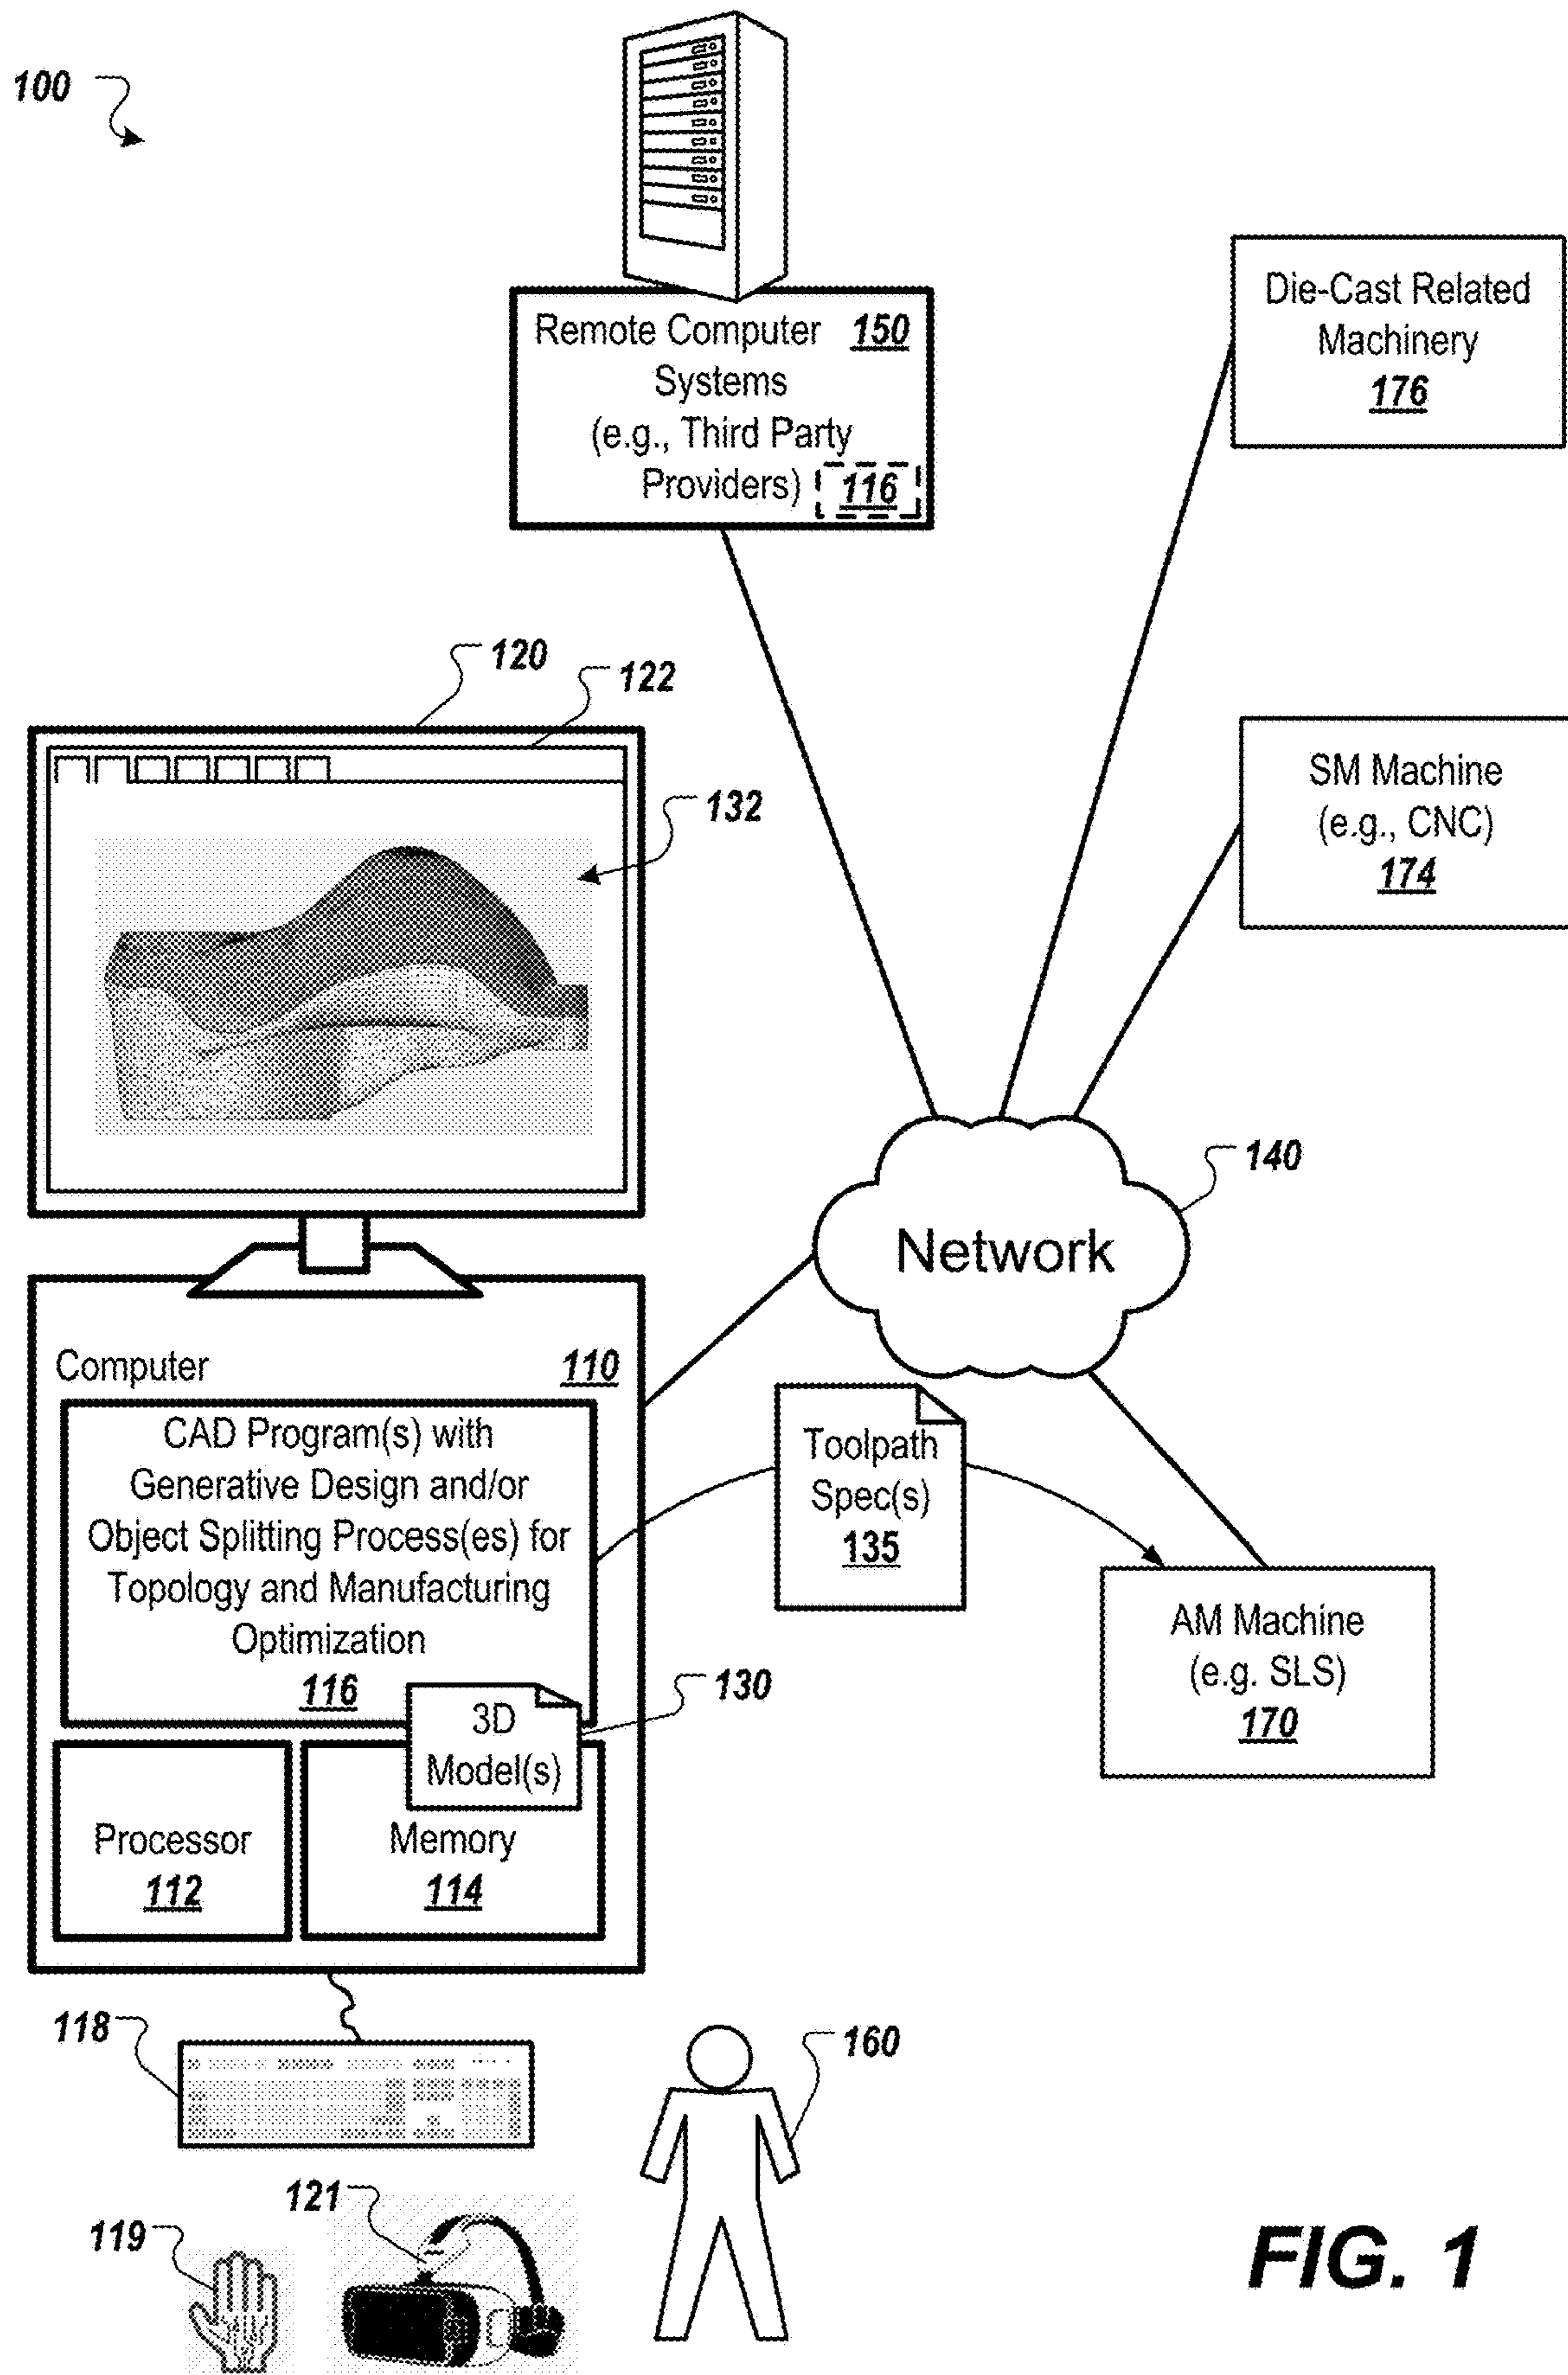 100
Remote Computer 150
Systems
(e.g., Third Party
Providers) 116
Die-Cast Related
Machinery
176
120
122
132
SM Machine
(e.g., CNC)
174
140
Network
Computer 110
CAD Program(s) with
Generative Design and/or
Object Splitting Process(es) for
Topology and Manufacturing
Optimization
116
130
3D
Model(s)
Processor
112
Memory
114
Toolpath
Spec(s)
135
AM Machine
(e.g. SLS)
170
118
160
121
119
FIG. 1